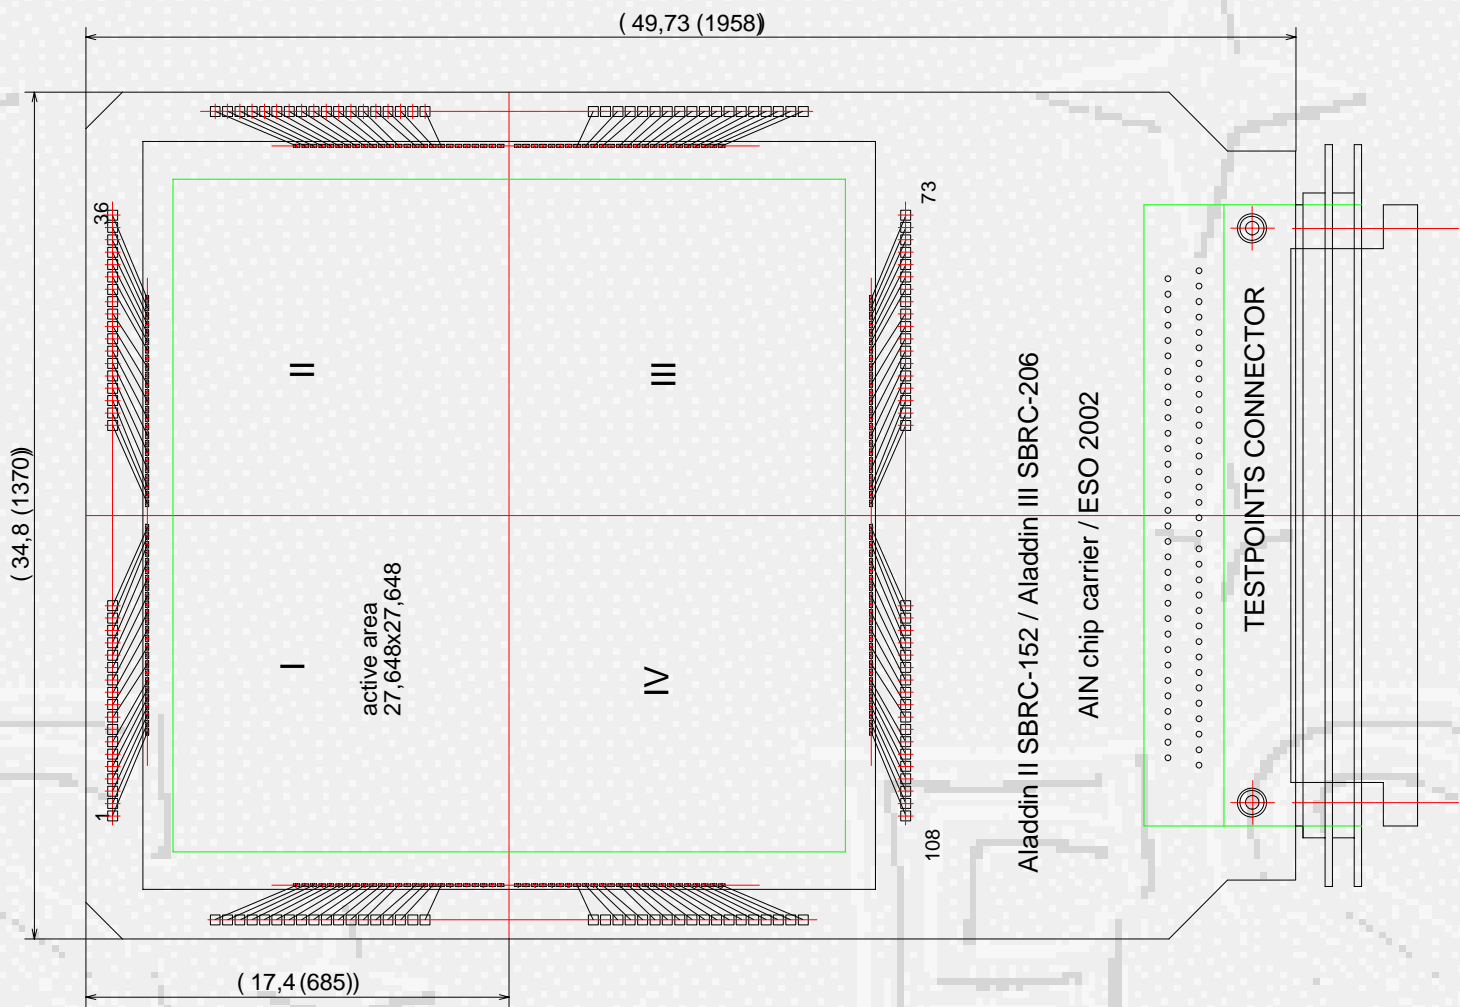 ( 49,73 (1958))
36
73
( 34,8 (1370))
II
III
I
active area
27,648x27,648
IV
1
108
Aladdin II SBRC-152 / Aladdin III SBRC-206
AIN chip carrier / ESO 2002
TESTPOINTS CONNECTOR
( 17,4 (685))